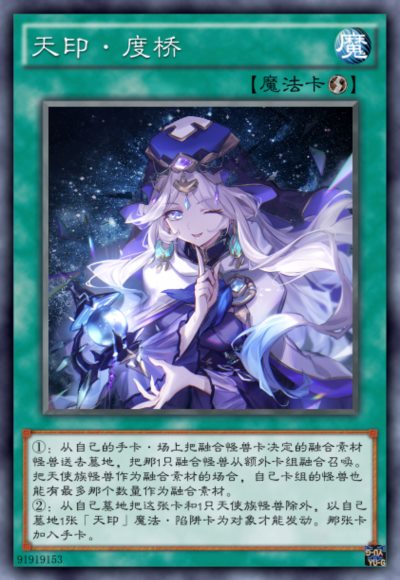 天印·度桥
魔
【魔法卡】
①：从自己的手卡·场上把融合怪兽卡决定的融合素材
怪兽送去墓地，把那1只融合怪兽从额外卡组融合召唤。
把天使族怪兽作为融合素材的场合，自己卡组的怪兽也
能有最多那个数量作为融合素材。
②：从自己墓地把这张卡和1只天使族怪兽除外，以自己
墓地1张「天印」魔法·陷阱卡为对象才能发动。那张卡
加入手卡。
91919153